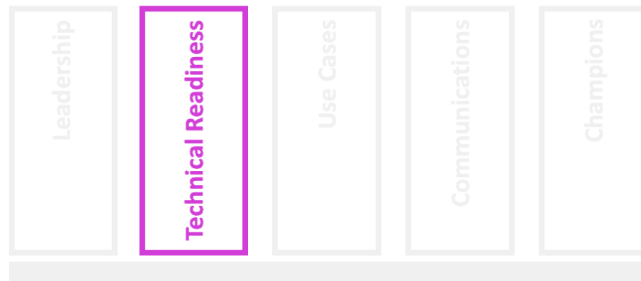 Leadership
Technical Readiness
Use Cases
Communications
Champions